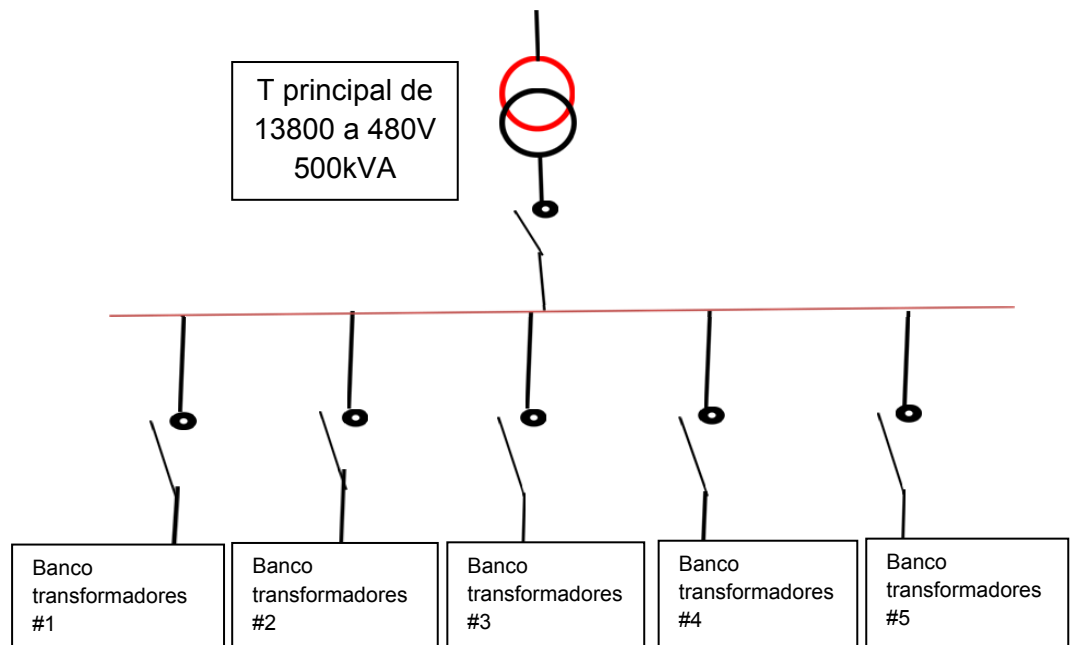 T principal de
13800 a 480V
500kVA
Banco
transformadores
#1
Banco
transformadores
#2
Banco
transformadores
#3
Banco
transformadores
#4
Banco
transformadores
#5